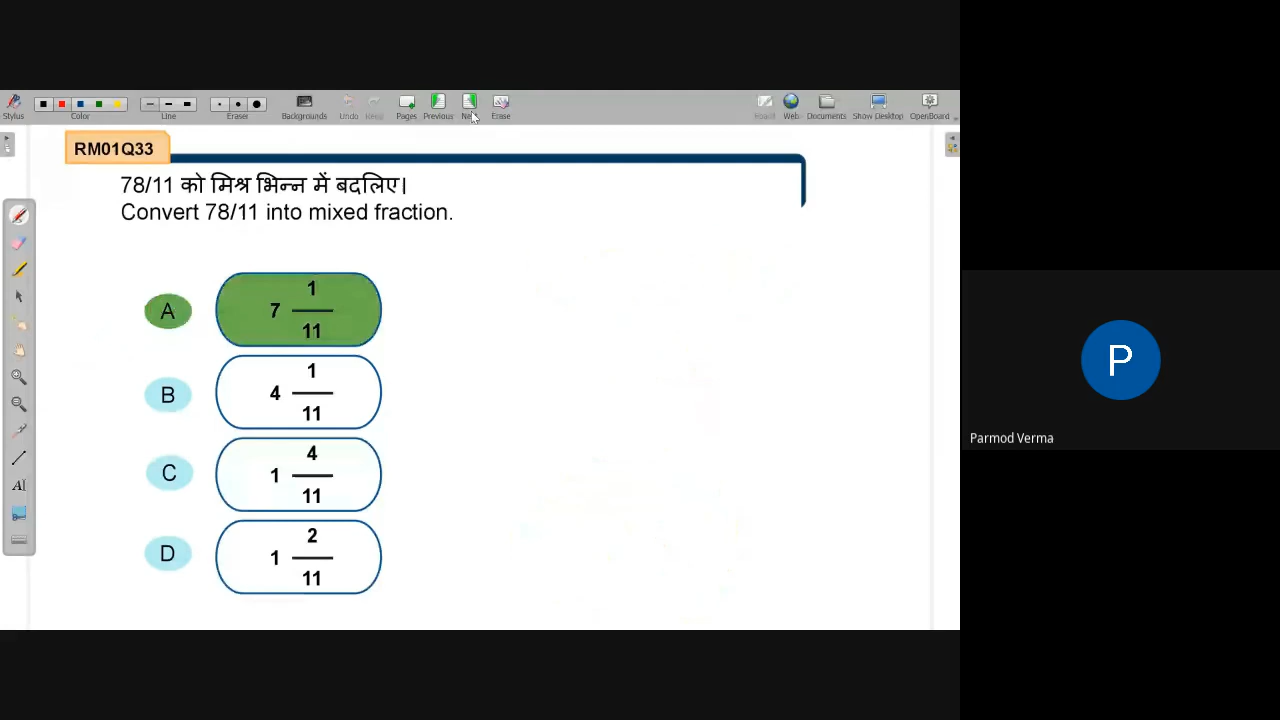 Stylus
Color
Line
Eraser
Backgrounds
Undo
Pages
Previous
Erase
Web
Documents
Show Desktop
OpenBoard
RM01Q33
78/11 को मिश्र भिन्न में बदलिए।
Convert 78/11 into mixed fraction.
A
7 1
11
B
4 1
11
C
1 4
11
D
1 2
11
AI
P
Parmod Verma